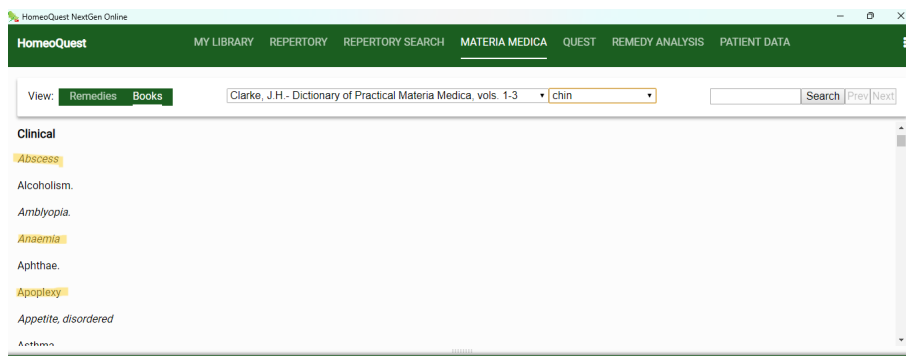 HomeoQuest NextGen Online
HomeoQuest MY LIBRARY REPERTORY REPERTORY SEARCH MATERIA MEDICA QUEST REMEDY ANALYSIS PATIENT DATA
View: Remedies Books Clarke, J.H.- Dictionary of Practical Materia Medica, vols. 1-3 chin Search Prev Next
Clinical
Abscess
Alcoholism.
Amblyopia.
Anaemia
Aphthae.
Apoplexy
Appetite, disordered
Asthma